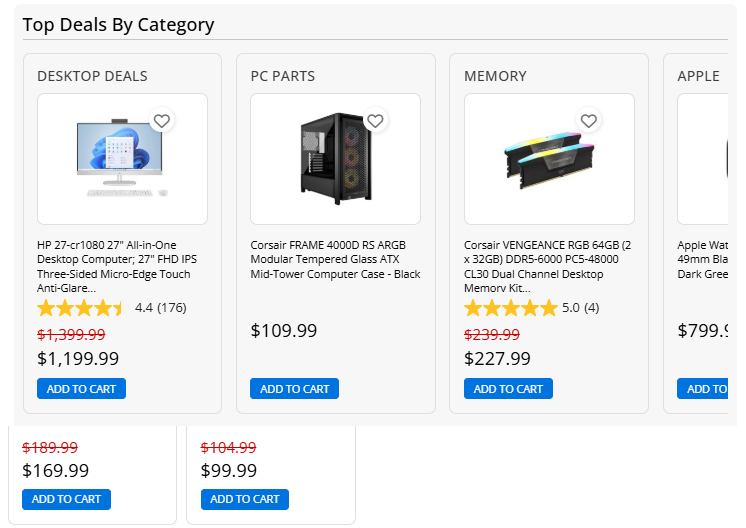 Top Deals By Category
DESKTOP DEALS
HP 27-cr1080 27" All-in-One
Desktop Computer; 27" FHD IPS
Three-Sided Micro-Edge Touch
Anti-Glare...
4.4 (176)
$1,399.99
$1,199.99
ADD TO CART
PC PARTS
Corsair FRAME 4000D RS ARGB
Modular Tempered Glass ATX
Mid-Tower Computer Case - Black
$109.99
ADD TO CART
MEMORY
Corsair VENGEANCE RGB 64GB (2
x 32GB) DDR5-6000 PC5-48000
CL30 Dual Channel Desktop
Memory Kit...
5.0 (4)
$239.99
$227.99
ADD TO CART
APPLE
Apple Wat
49mm Bla
Dark Gree
$799.9
ADD TO
$189.99
$169.99
ADD TO CART
$104.99
$99.99
ADD TO CART